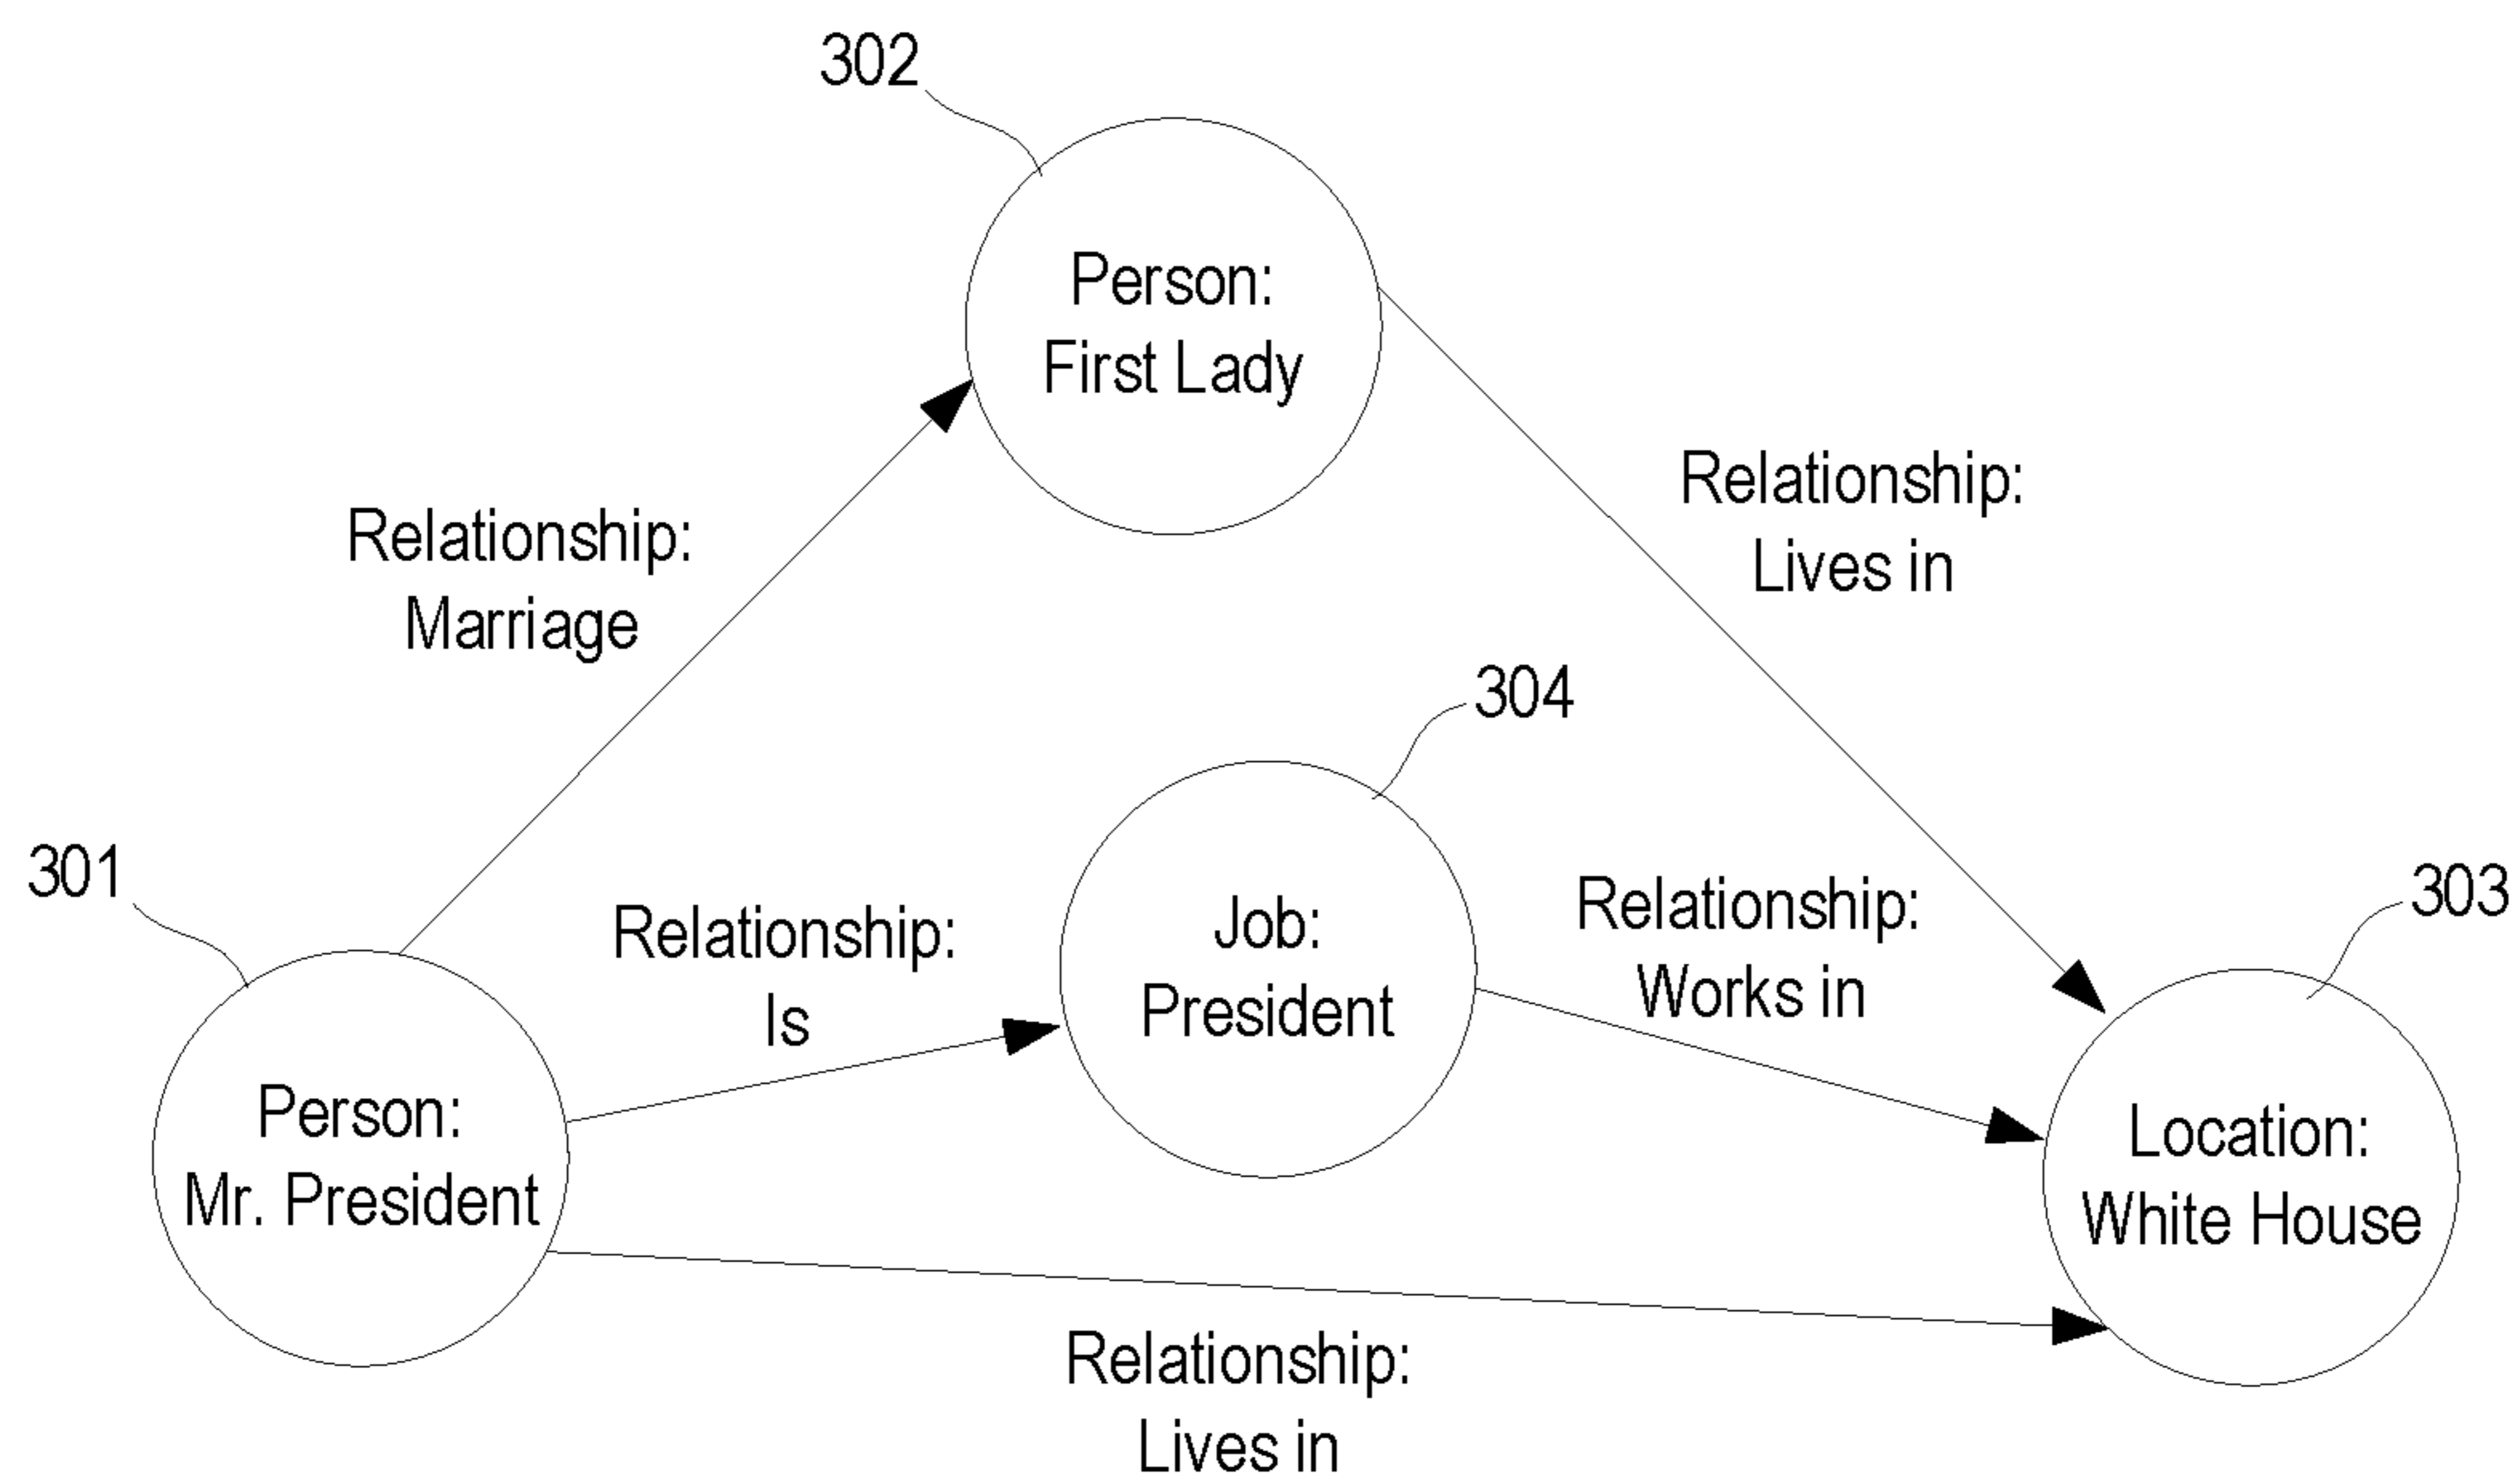 302
Person:
First Lady
Relationship:
Lives in
Relationship:
Marriage
304
301
303
Relationship:
Is
Job:
President
Relationship:
Works in
Person:
Mr. President
Location:
White House
Relationship:
Lives in